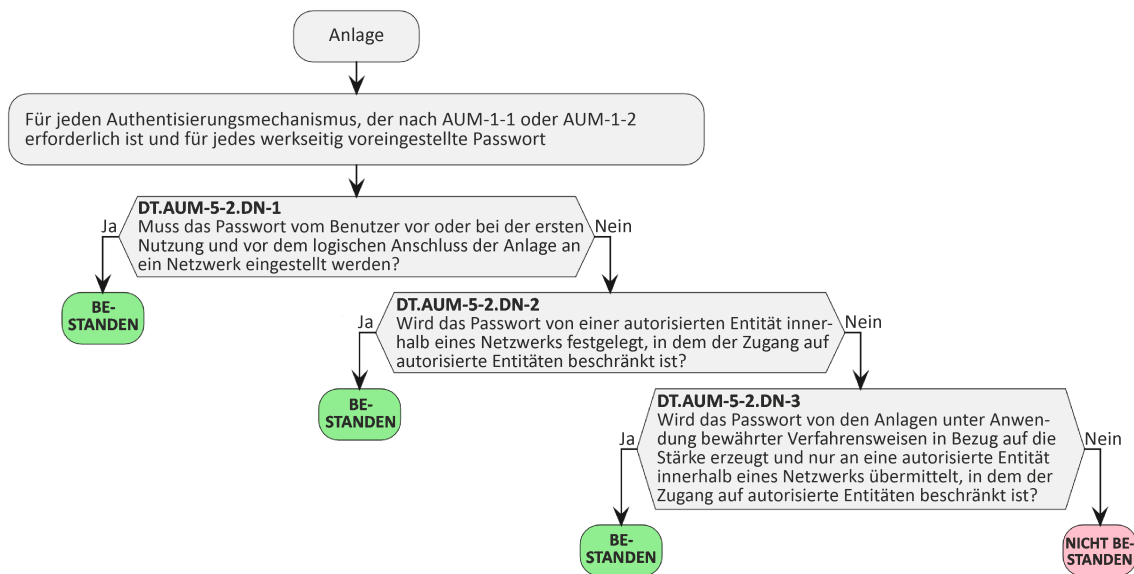 Anlage
Für jeden Authentisierungsmechanismus, der nach AUM-1-1 oder AUM-1-2
erforderlich ist und für jedes werkseitig voreingestellte Passwort
DT.AUM-5-2.DN-1
Ja
Muss das Passwort vom Benutzer vor oder bei der ersten
Nutzung und vor dem logischen Anschluss der Anlage an
ein Netzwerk eingestellt werden?
Nein
BE-
STANDEN
DT.AUM-5-2.DN-2
Ja
Wird das Passwort von einer autorisierten Entität inner-
halb eines Netzwerks festgelegt, in dem der Zugang auf
autorisierte Entitäten beschränkt ist?
Nein
BE-
STANDEN
DT.AUM-5-2.DN-3
Ja
Wird das Passwort von den Anlagen unter Anwen-
dung bewährter Verfahrensweisen in Bezug auf die
Stärke erzeugt und nur an eine autorisierte Entität
innerhalb eines Netzwerks übermittelt, in dem der
Zugang auf autorisierte Entitäten beschränkt ist?
Nein
BE-
STANDEN
NICHT BE-
STANDEN